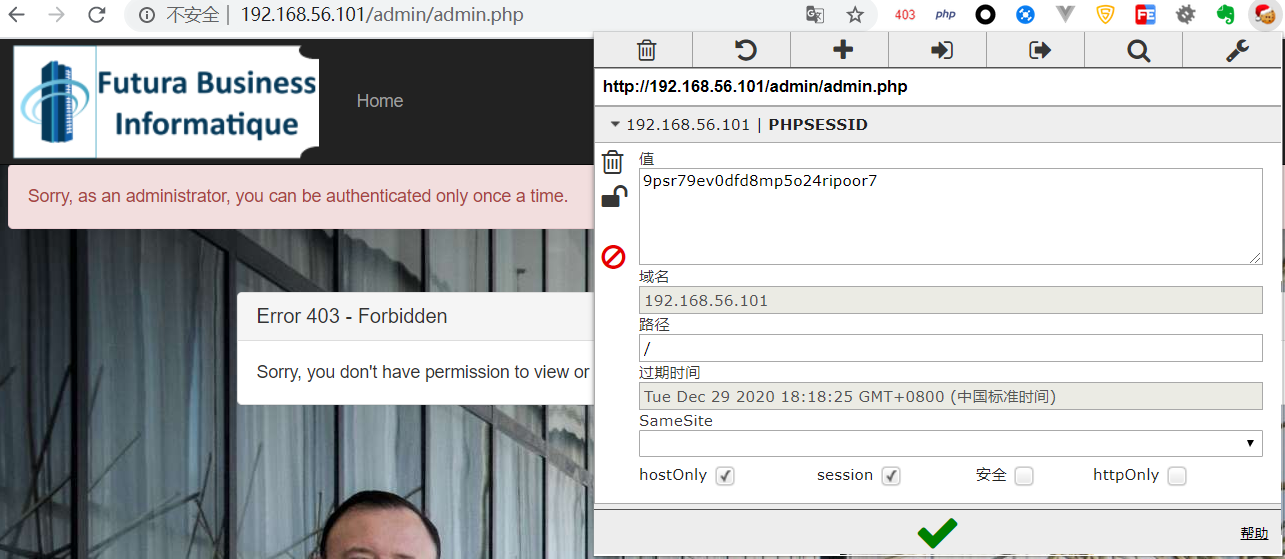 不安全 | 192.168.56.101/admin/admin.php
403
php
FE
Futura Business
Informatique
Home
Sorry, as an administrator, you can be authenticated only once a time.
Error 403 - Forbidden
Sorry, you don't have permission to view or
http://192.168.56.101/admin/admin.php
192.168.56.101 | PHPSESSID
值
9psr79ev0dfd8mp5o24ripoor7
域名
192.168.56.101
路径
/
过期时间
Tue Dec 29 2020 18:18:25 GMT+0800 (中国标准时间)
SameSite
hostOnly session 安全 httpOnly
帮助